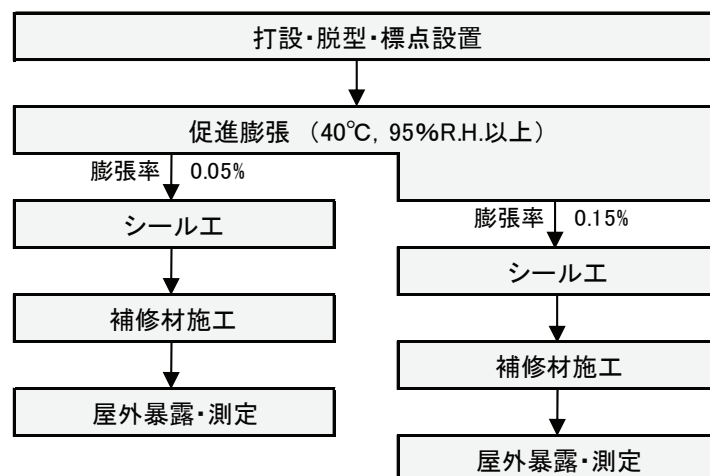 打設・脱型・標点設置
促進膨張 （40℃, 95%R.H.以上）
膨張率 0.05%
シール工
補修材施工
屋外暴露・測定
膨張率 0.15%
シール工
補修材施工
屋外暴露・測定